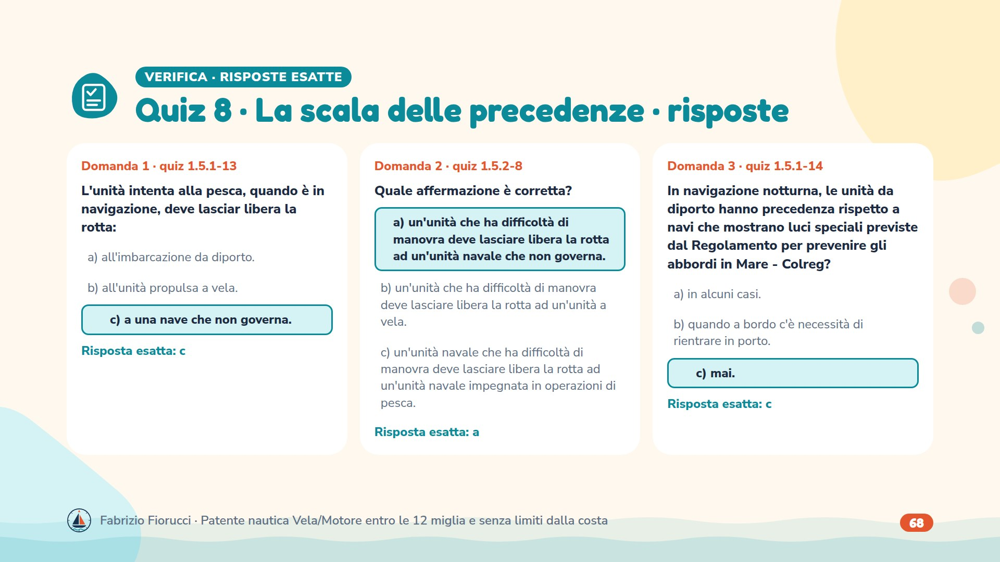 VERIFICA · RISPOSTE ESATTE
Quiz 8 · La scala delle precedenze · risposte
Domanda 1 · quiz 1.5.1-13
L'unità intenta alla pesca, quando è in
navigazione, deve lasciar libera la
rotta:
a) all'imbarcazione da diporto.
b) all'unità propulsa a vela.
c) a una nave che non governa.
Risposta esatta: c
Domanda 2 · quiz 1.5.2-8
Quale affermazione è corretta?
a) un'unità che ha difficoltà di
manovra deve lasciare libera la rotta
ad un'unità navale che non governa.
b) un'unità che ha difficoltà di manovra
deve lasciare libera la rotta ad un'unità a
vela.
c) un'unità navale che ha difficoltà di
manovra deve lasciare libera la rotta ad
un'unità navale impegnata in operazioni di
pesca.
Risposta esatta: a
Domanda 3 · quiz 1.5.1-14
In navigazione notturna, le unità da
diporto hanno precedenza rispetto a
navi che mostrano luci speciali previste
dal Regolamento per prevenire gli
abbordi in Mare - Colreg?
a) in alcuni casi.
b) quando a bordo c'è necessità di
rientrare in porto.
c) mai.
Risposta esatta: c
Fabrizio Fiorucci · Patente nautica Vela/Motore entro le 12 miglia e senza limiti dalla costa
68